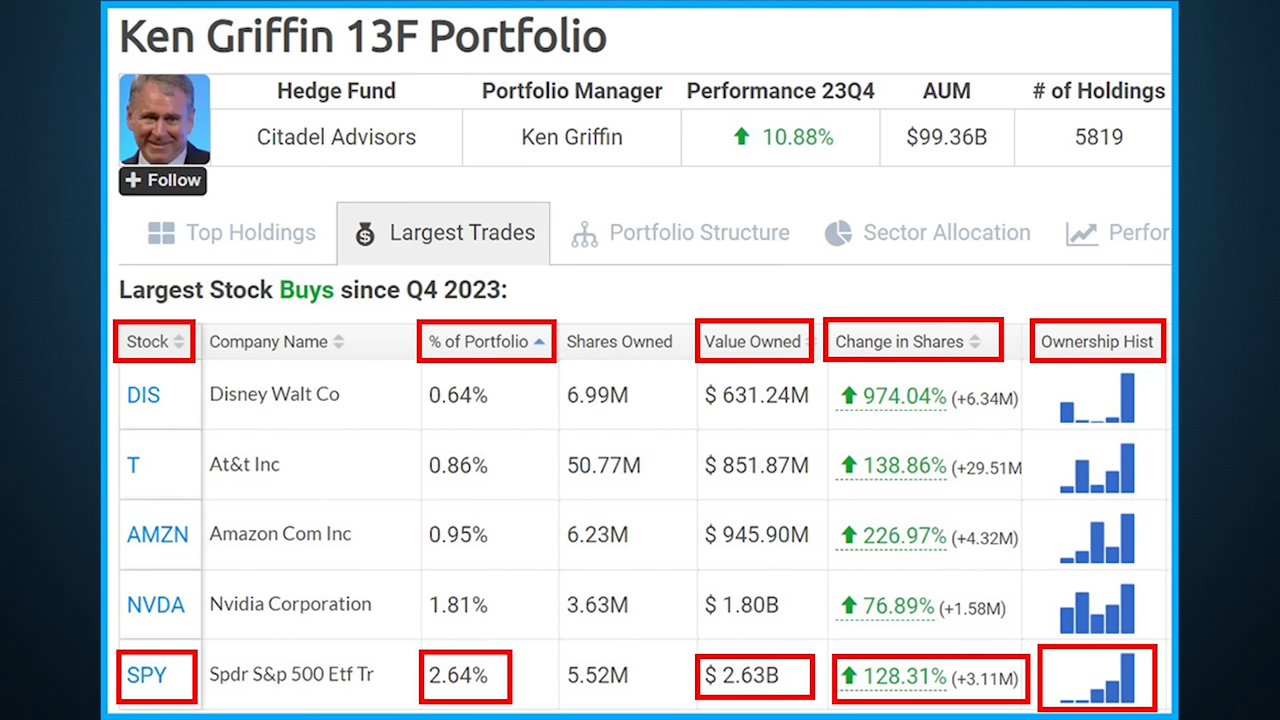 Ken Griffin 13F Portfolio
Hedge Fund Portfolio Manager Performance 23Q4 AUM # of Holdings
Citadel Advisors Ken Griffin 10.88% $99.36B 5819
+ Follow
Top Holdings Largest Trades Portfolio Structure Sector Allocation Perfor
Largest Stock Buys since Q4 2023:
Stock Company Name % of Portfolio Shares Owned Value Owned Change in Shares Ownership Hist
DIS Disney Walt Co 0.64% 6.99M $ 631.24M 974.04% (+6.34M)
T At&t Inc 0.86% 50.77M $ 851.87M 138.86% (+29.51M
AMZN Amazon Com Inc 0.95% 6.23M $ 945.90M 226.97% (+4.32M)
NVDA Nvidia Corporation 1.81% 3.63M $ 1.80B 76.89% (+1.58M)
SPY Spdr S&p 500 Etf Tr 2.64% 5.52M $ 2.63B 128.31% (+3.11M)